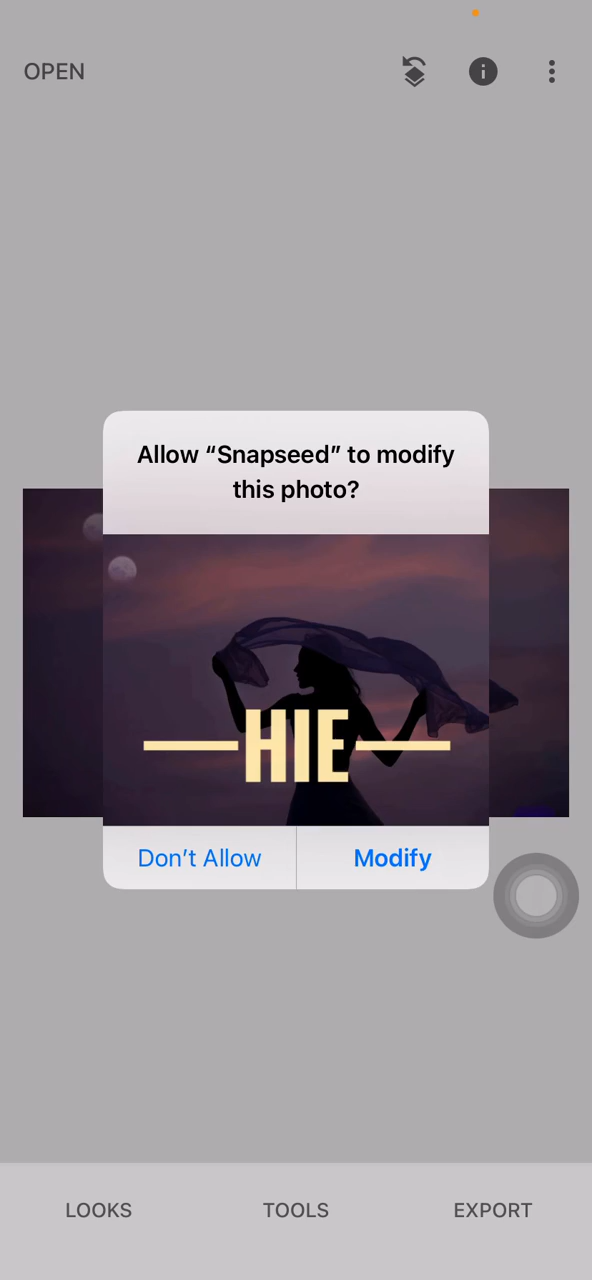 OPEN
Allow “Snapseed” to modify
this photo?
HIE
Don’t Allow
Modify
LOOKS
TOOLS
EXPORT